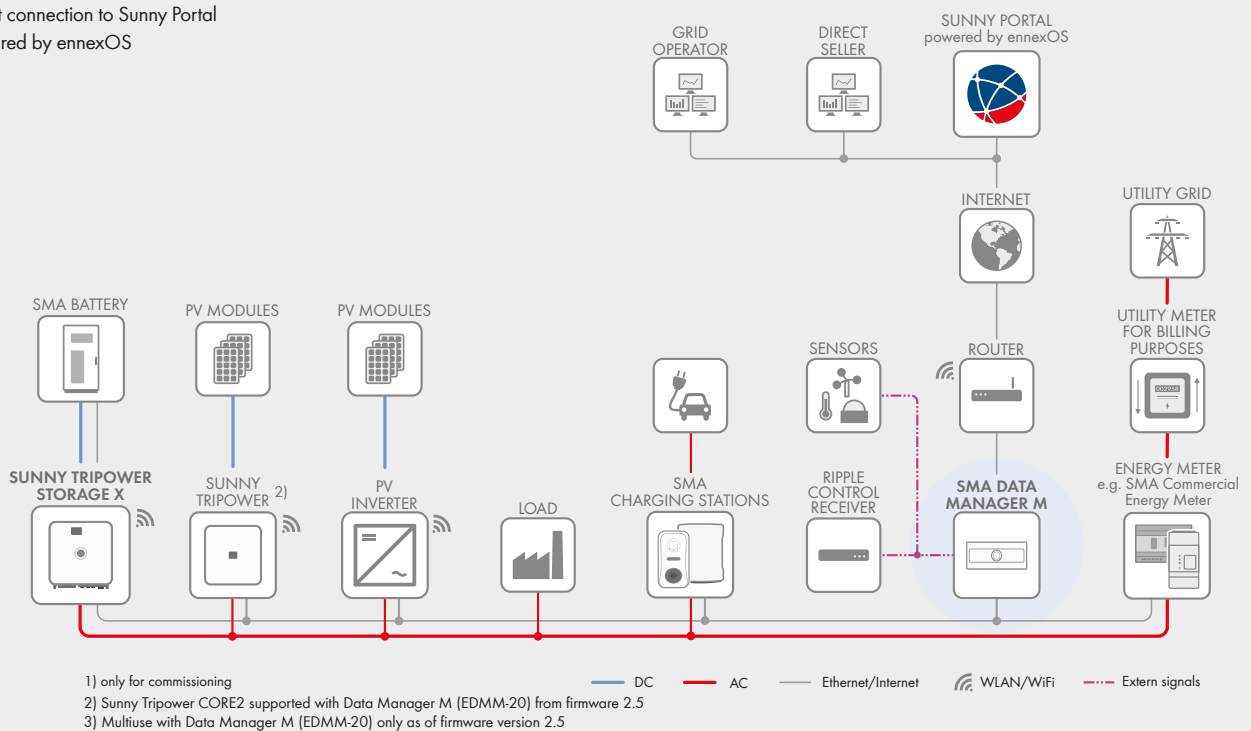 connection to Sunny Portal
by ennexOS
SUNNY PORTAL
powered by ennexOS
GRID
OPERATOR
DIRECT
SELLER
INTERNET
UTILITY GRID
SMA BATTERY
PV MODULES
PV MODULES
SENSORS
ROUTER
UTILITY METER
FOR BILLING
PURPOSES
002956
SUNNY TRIPOWER
STORAGE X
SUNNY
TRIPOWER 2)
PV
INVERTER
LOAD
SMA
CHARGING STATIONS
RIPPLE
CONTROL
RECEIVER
SMA DATA
MANAGER M
ENERGY METER
e.g. SMA Commercial
Energy Meter
1) only for commissioning
DC
AC
Ethernet/Internet
WLAN/WiFi
Extern signals
2) Sunny Tripower CORE2 supported with Data Manager M (EDMM-20) from firmware 2.5
3) Multiuse with Data Manager M (EDMM-20) only as of firmware version 2.5